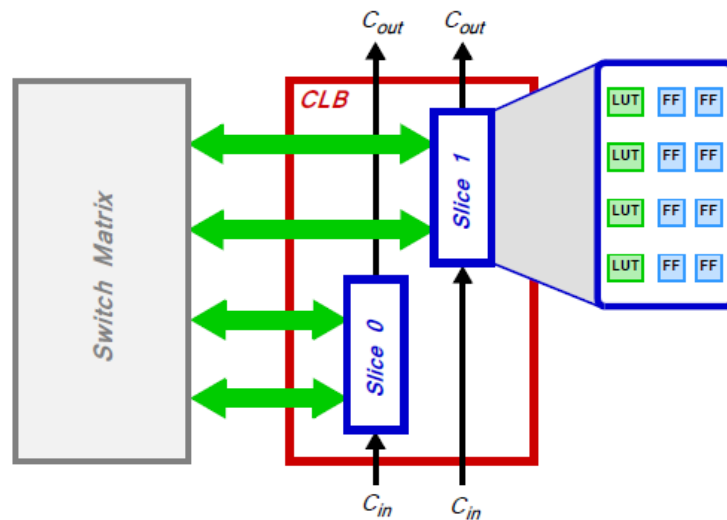 Cout Cout
CLB
Switch Matrix
Slice 1
Slice 0
LUT FF FF
LUT FF FF
LUT FF FF
LUT FF FF
Cin Cin